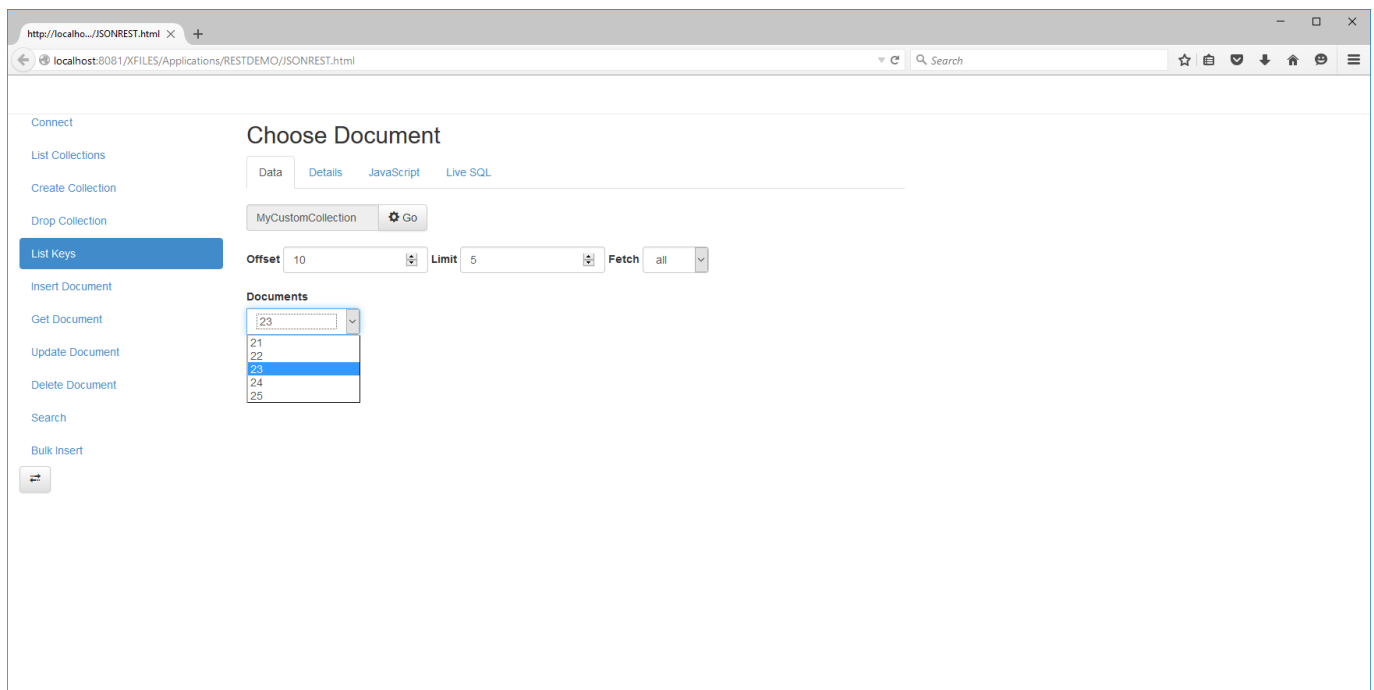 http://localho.../JSONREST.html
localhost:8081/XFILES/Applications/RESTDEMO/JSONREST.html
Search
Connect
List Collections
Create Collection
Drop Collection
List Keys
Insert Document
Get Document
Update Document
Delete Document
Search
Bulk Insert
Choose Document
Data Details JavaScript Live SQL
MyCustomCollection Go
Offset 10 Limit 5 Fetch all
Documents
23
21
22
23
24
25